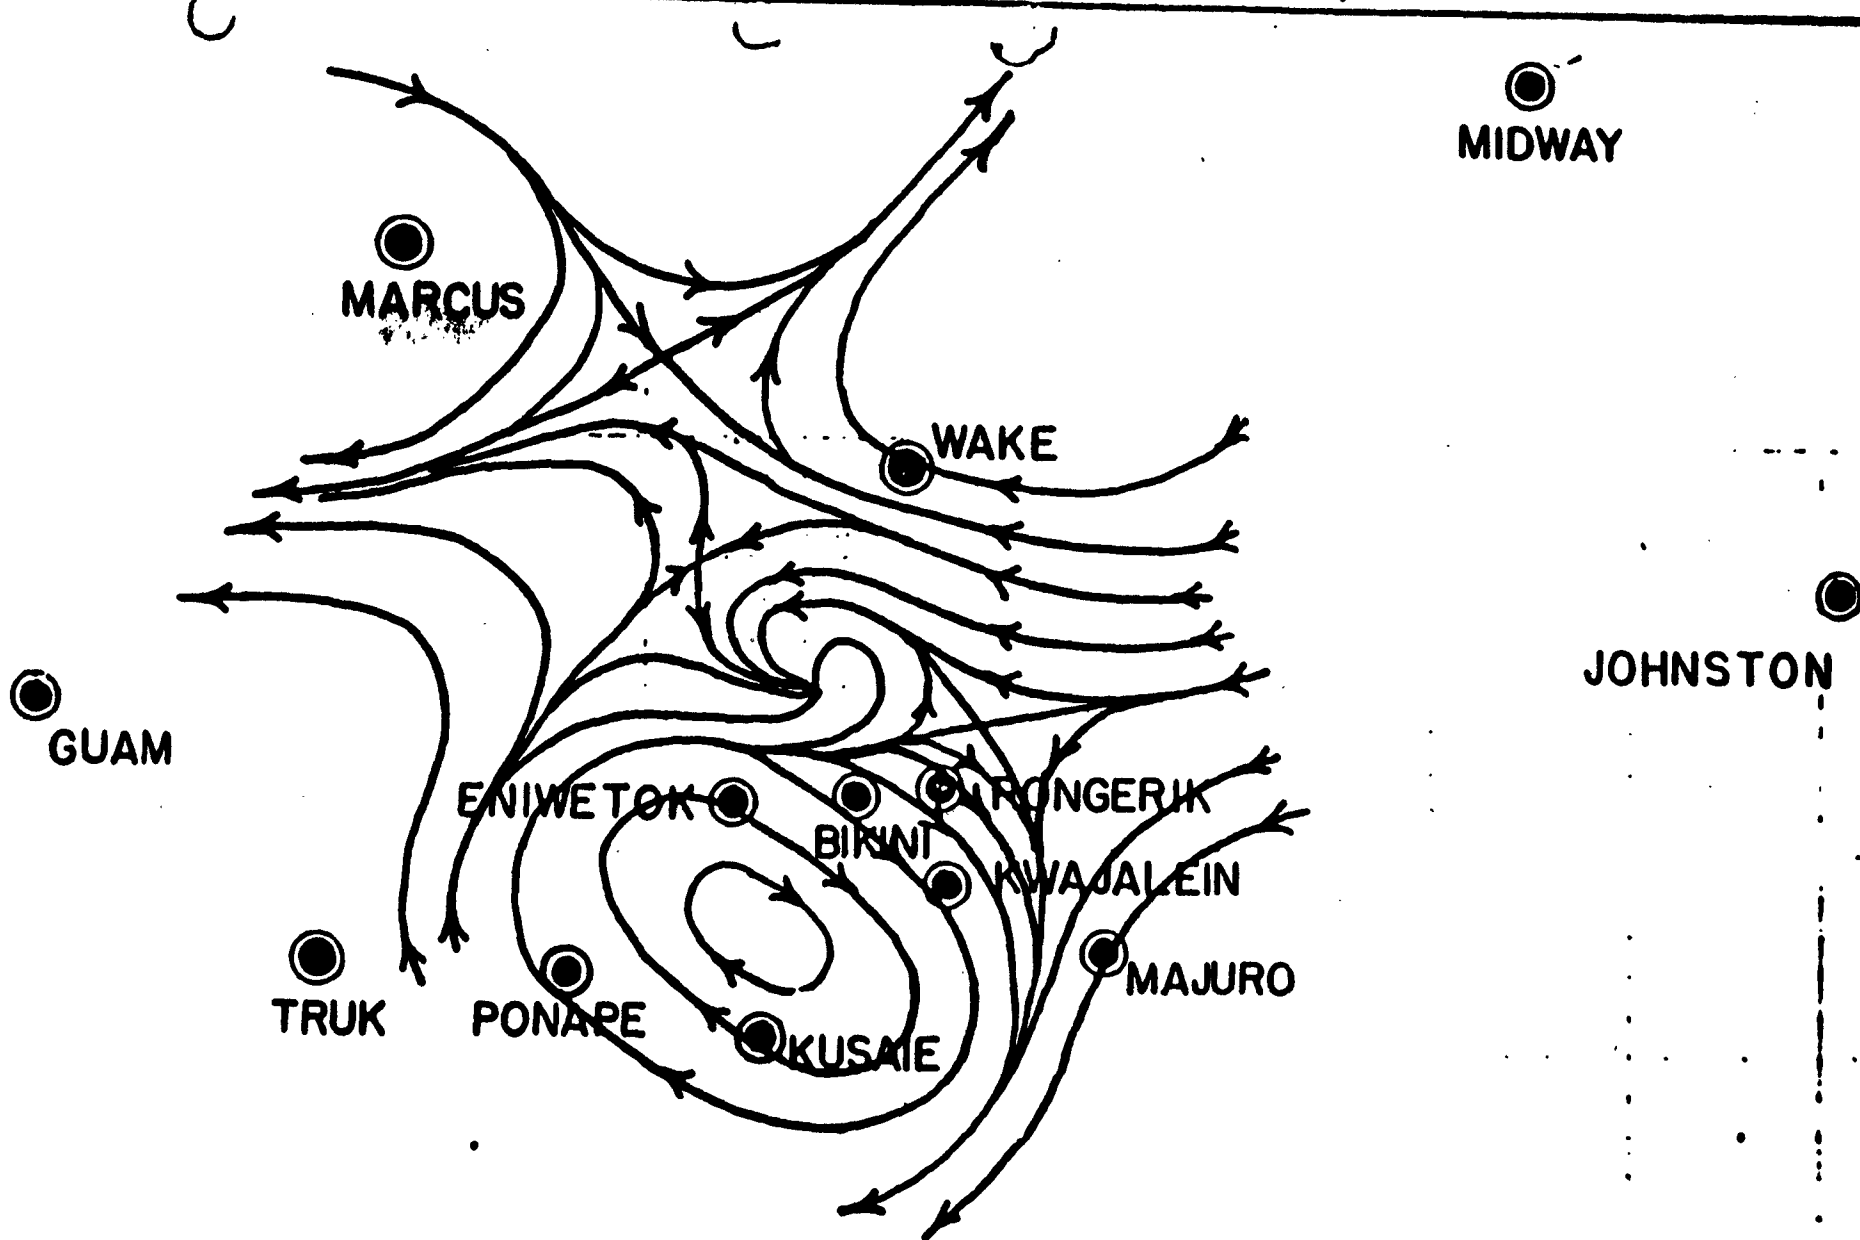 MIDWAY
MARCUS
WAKE
JOHNSTON
GUAM
ENIWETOK
RONGERIK
BIKINI
KWAJALEIN
TRUK
PONAPE
MAJURO
KUSAIE